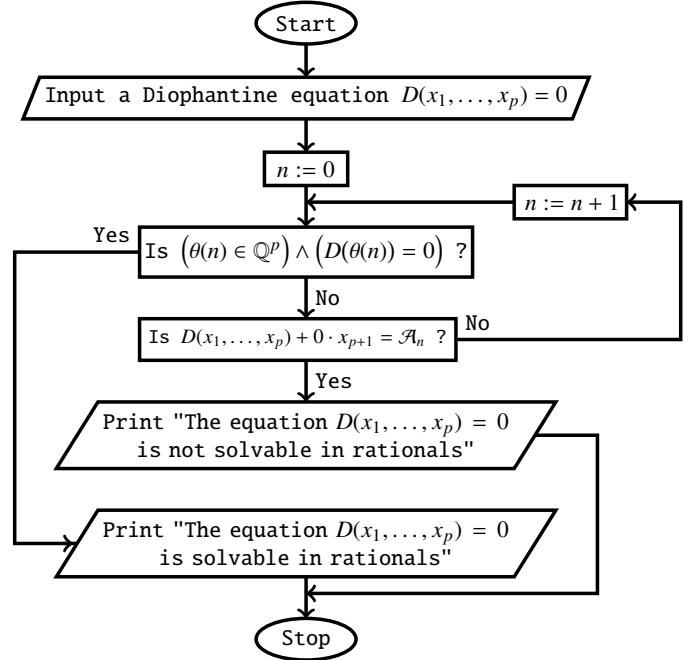 Start
Input a Diophantine equation D(x₁, . . . , xₚ) = 0
n := 0
n := n + 1
Yes
Is (θ(n) ∈ ℚᵖ) ∧ (D(θ(n)) = 0) ?
No
Is D(x₁, . . . , xₚ) + 0 · xₚ₊₁ = 𝒜ₙ ?
No
Yes
Print "The equation D(x₁, . . . , xₚ) = 0
is not solvable in rationals"
Print "The equation D(x₁, . . . , xₚ) = 0
is solvable in rationals"
Stop